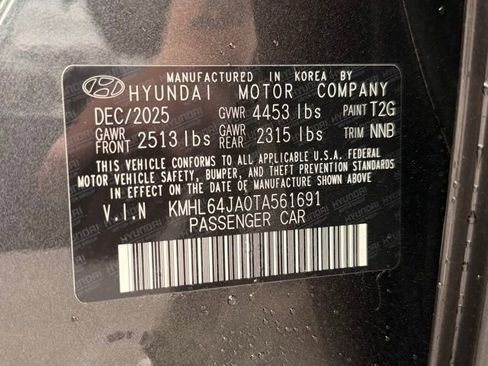 MANUFACTURED IN KOREA BY
HYUNDAI MOTOR COMPANY
DEC/2025 GVWR 4453 lbs PAINT T2G
GAWR FRONT 2513 lbs GAWR REAR 2315 lbs TRIM NNB
THIS VEHICLE CONFORMS TO ALL APPLICABLE U.S.A. FEDERAL
MOTOR VEHICLE SAFETY, BUMPER, AND THEFT PREVENTION STANDARDS
IN EFFECT ON THE DATE OF MANUFACTURE SHOWN ABOVE.
V.I.N KMHL64JA0TA561691
PASSENGER CAR